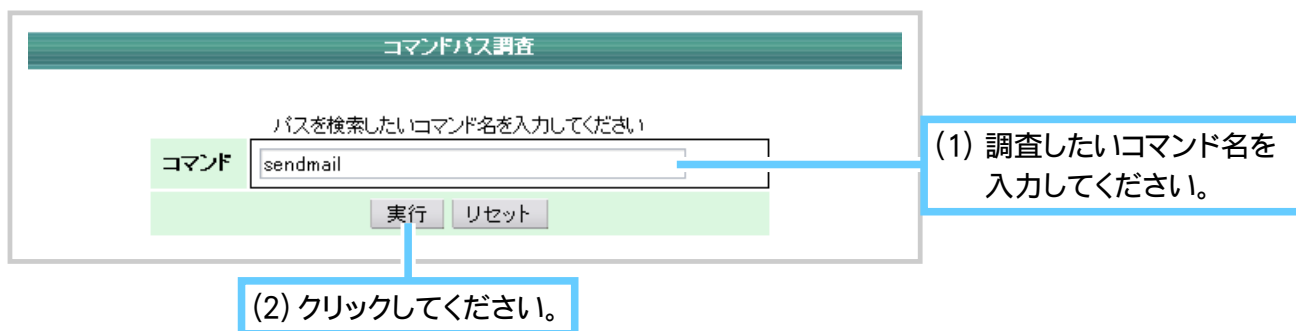 コマンドパス調査
パスを検索したいコマンド名を入力してください
コマンド
sendmail
(1) 調査したいコマンド名を
入力してください。
実行 リセット
(2) クリックしてください。